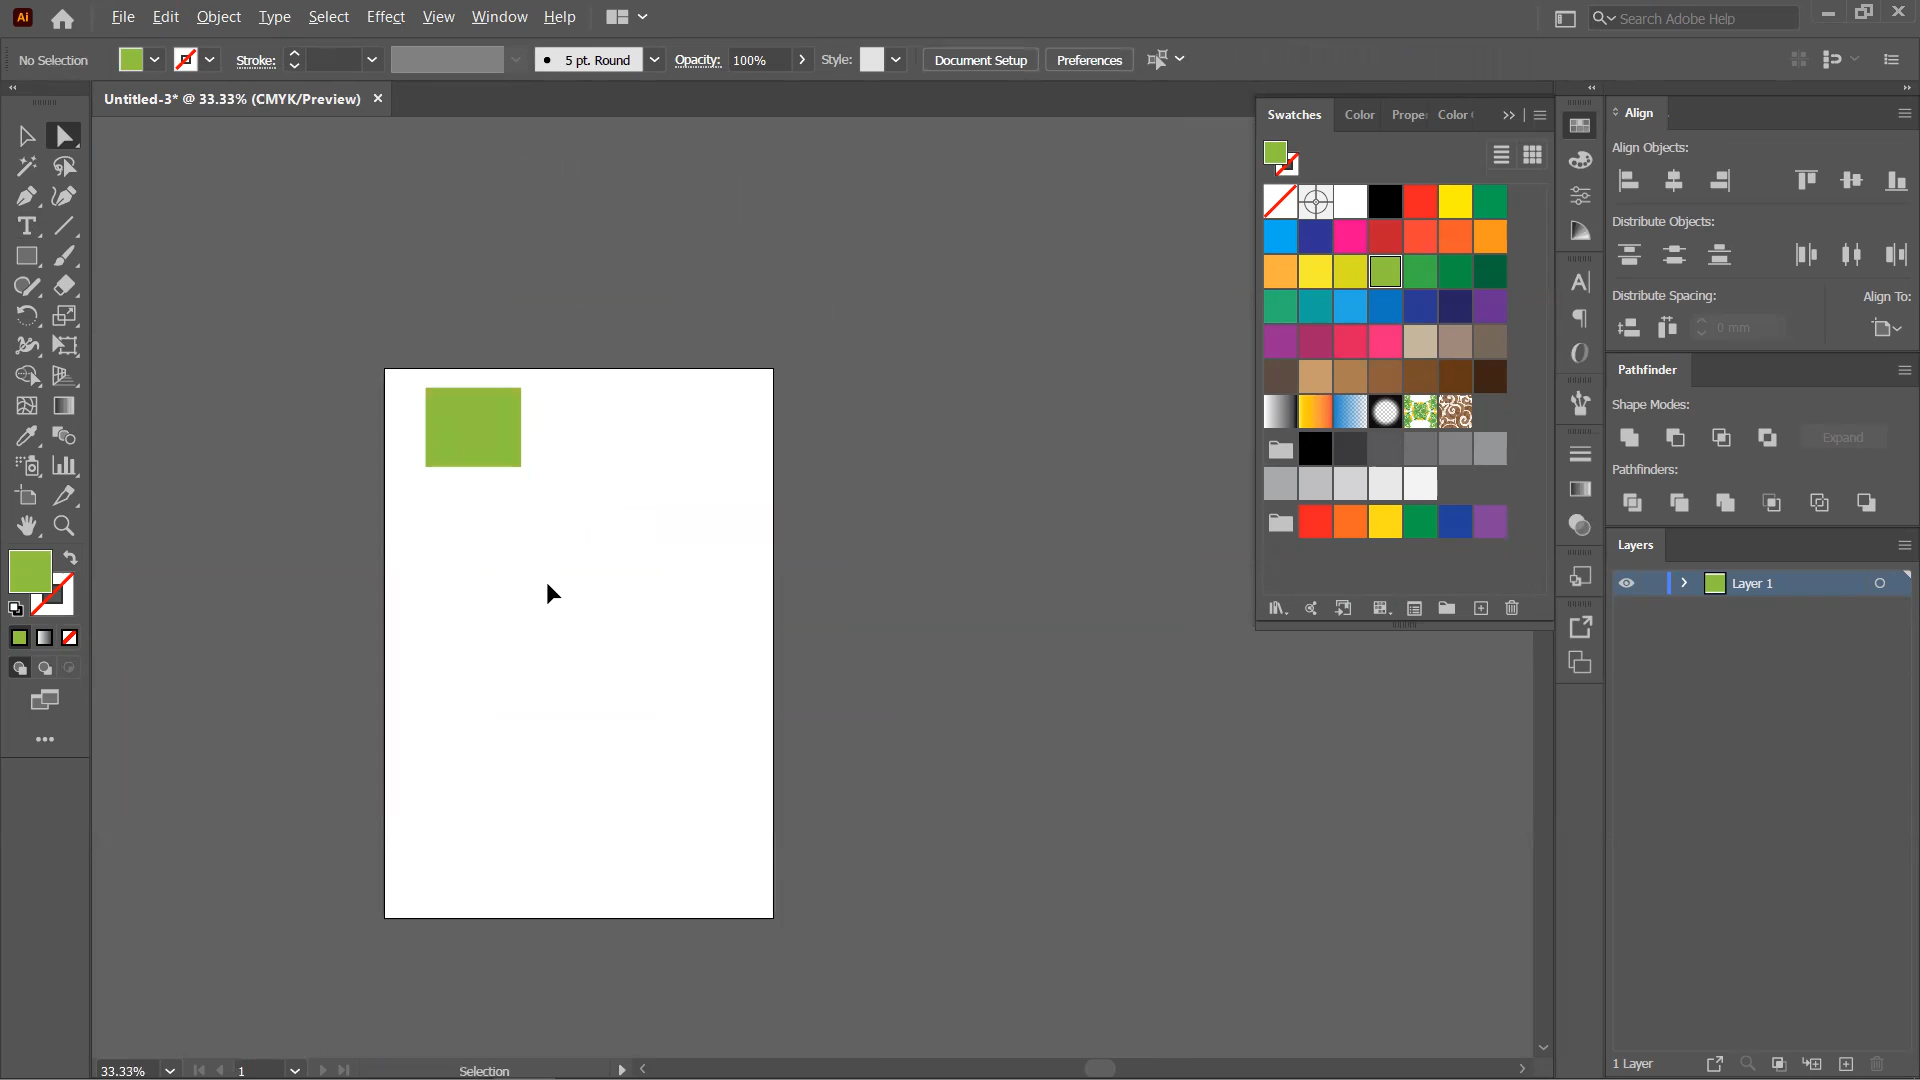 Ai File Edit Object Type Select Effect View Window Help Search Adobe Help
No Selection Stroke: 5 pt. Round Opacity: 100% Style: Document Setup Preferences
Untitled-3* @ 33.33% (CMYK/Preview)
Swatches Color Prope Color
Align
Align Objects:
Distribute Objects:
Distribute Spacing: Align To:
0 mm
Pathfinder
Shape Modes:
Expand
Pathfinders:
Layers
Layer 1
1 Layer
33.33% 1 Selection